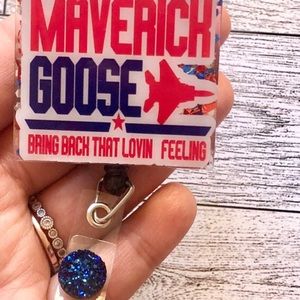 MAVERICK
GOOSE
BRING BACK THAT LOVIN FEELING